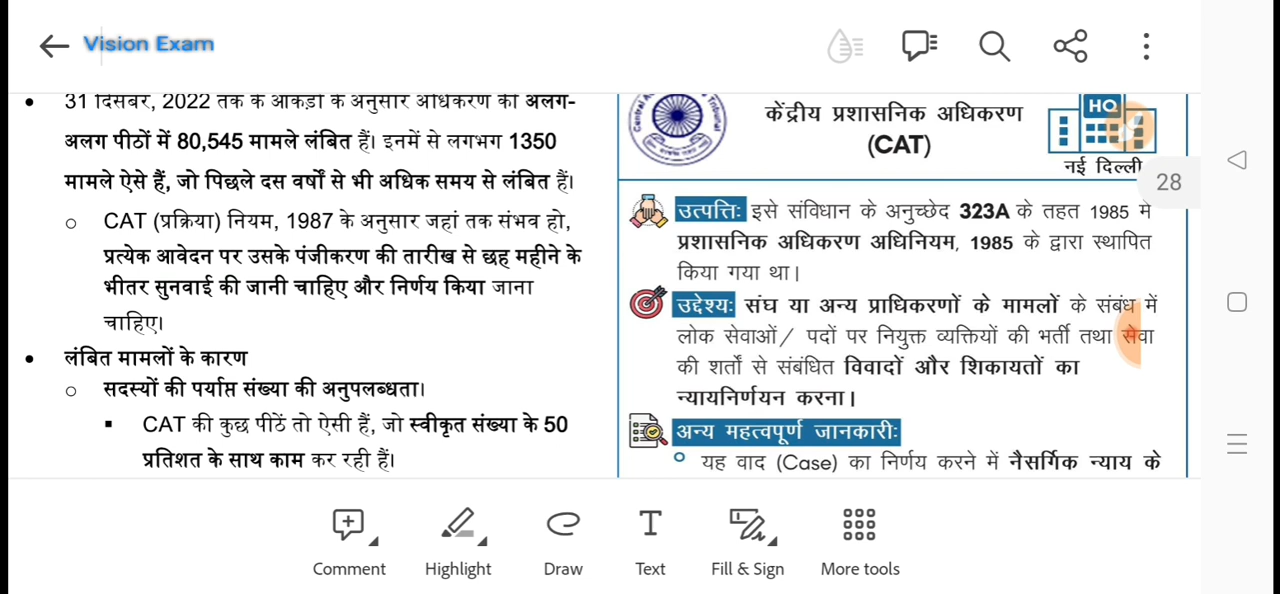 Vision Exam
31 दिसंबर, 2022 तक के आंकड़ों के अनुसार अधिकरण की अलग-
अलग पीठों में 80,545 मामले लंबित हैं। इनमें से लगभग 1350
मामले ऐसे हैं, जो पिछले दस वर्षों से भी अधिक समय से लंबित हैं।
CAT (प्रक्रिया) नियम, 1987 के अनुसार जहां तक संभव हो,
प्रत्येक आवेदन पर उसके पंजीकरण की तारीख से छह महीने के
भीतर सुनवाई की जानी चाहिए और निर्णय किया जाना
चाहिए।
लंबित मामलों के कारण
सदस्यों की पर्याप्त संख्या की अनुपलब्धता।
CAT की कुछ पीठें तो ऐसी हैं, जो स्वीकृत संख्या के 50
प्रतिशत के साथ काम कर रही हैं।
केंद्रीय प्रशासनिक अधिकरण
(CAT)
HQ
नई दिल्ली
28
उत्पत्तिः इसे संविधान के अनुच्छेद 323A के तहत 1985 में
प्रशासनिक अधिकरण अधिनियम, 1985 के द्वारा स्थापित
किया गया था।
उद्देश्यः संघ या अन्य प्राधिकरणों के मामलों के संबंध में
लोक सेवाओं/ पदों पर नियुक्त व्यक्तियों की भर्ती तथा सेवा
की शर्तों से संबंधित विवादों और शिकायतों का
न्यायनिर्णयन करना।
अन्य महत्वपूर्ण जानकारीः
यह वाद (Case) का निर्णय करने में नैसर्गिक न्याय के
Comment
Highlight
Draw
Text
Fill & Sign
More tools